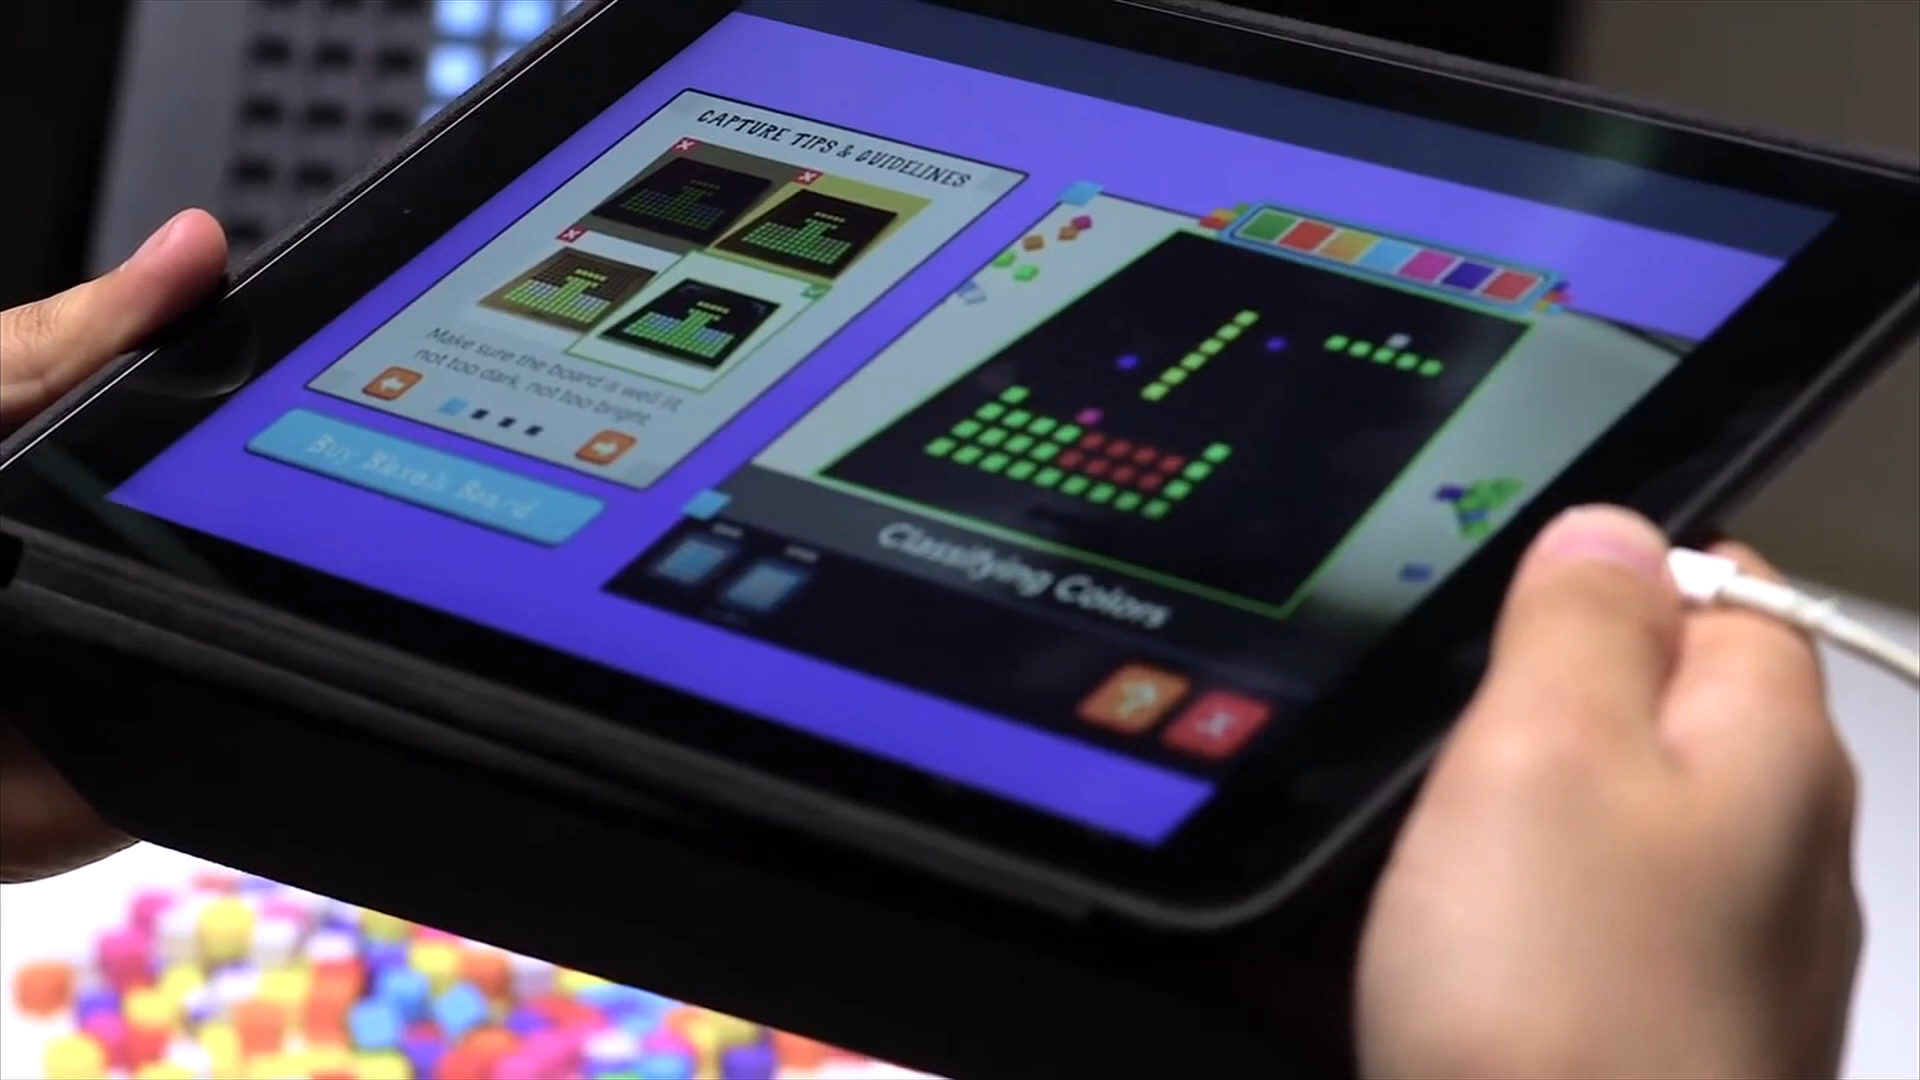 CAPTURE TIPS & GUIDELINES
Make sure the board is well lit
not too dark, not too bright
Buy Bloxels Board
Classifying Colors
?
X